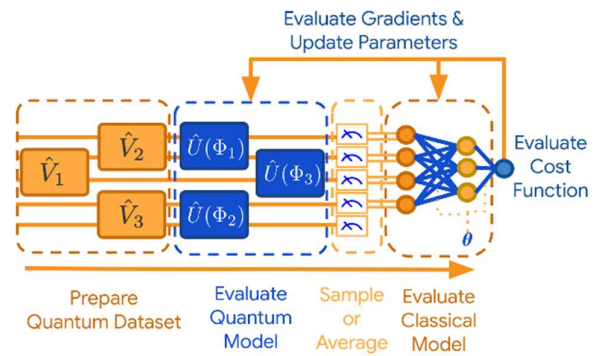 Evaluate Gradients &
Update Parameters
V̂₁
V̂₂
V̂₃
Û(Φ₁)
Û(Φ₂)
Û(Φ₃)
Evaluate
Cost
Function
θ
Prepare
Quantum Dataset
Evaluate
Quantum
Model
Sample
or
Average
Evaluate
Classical
Model